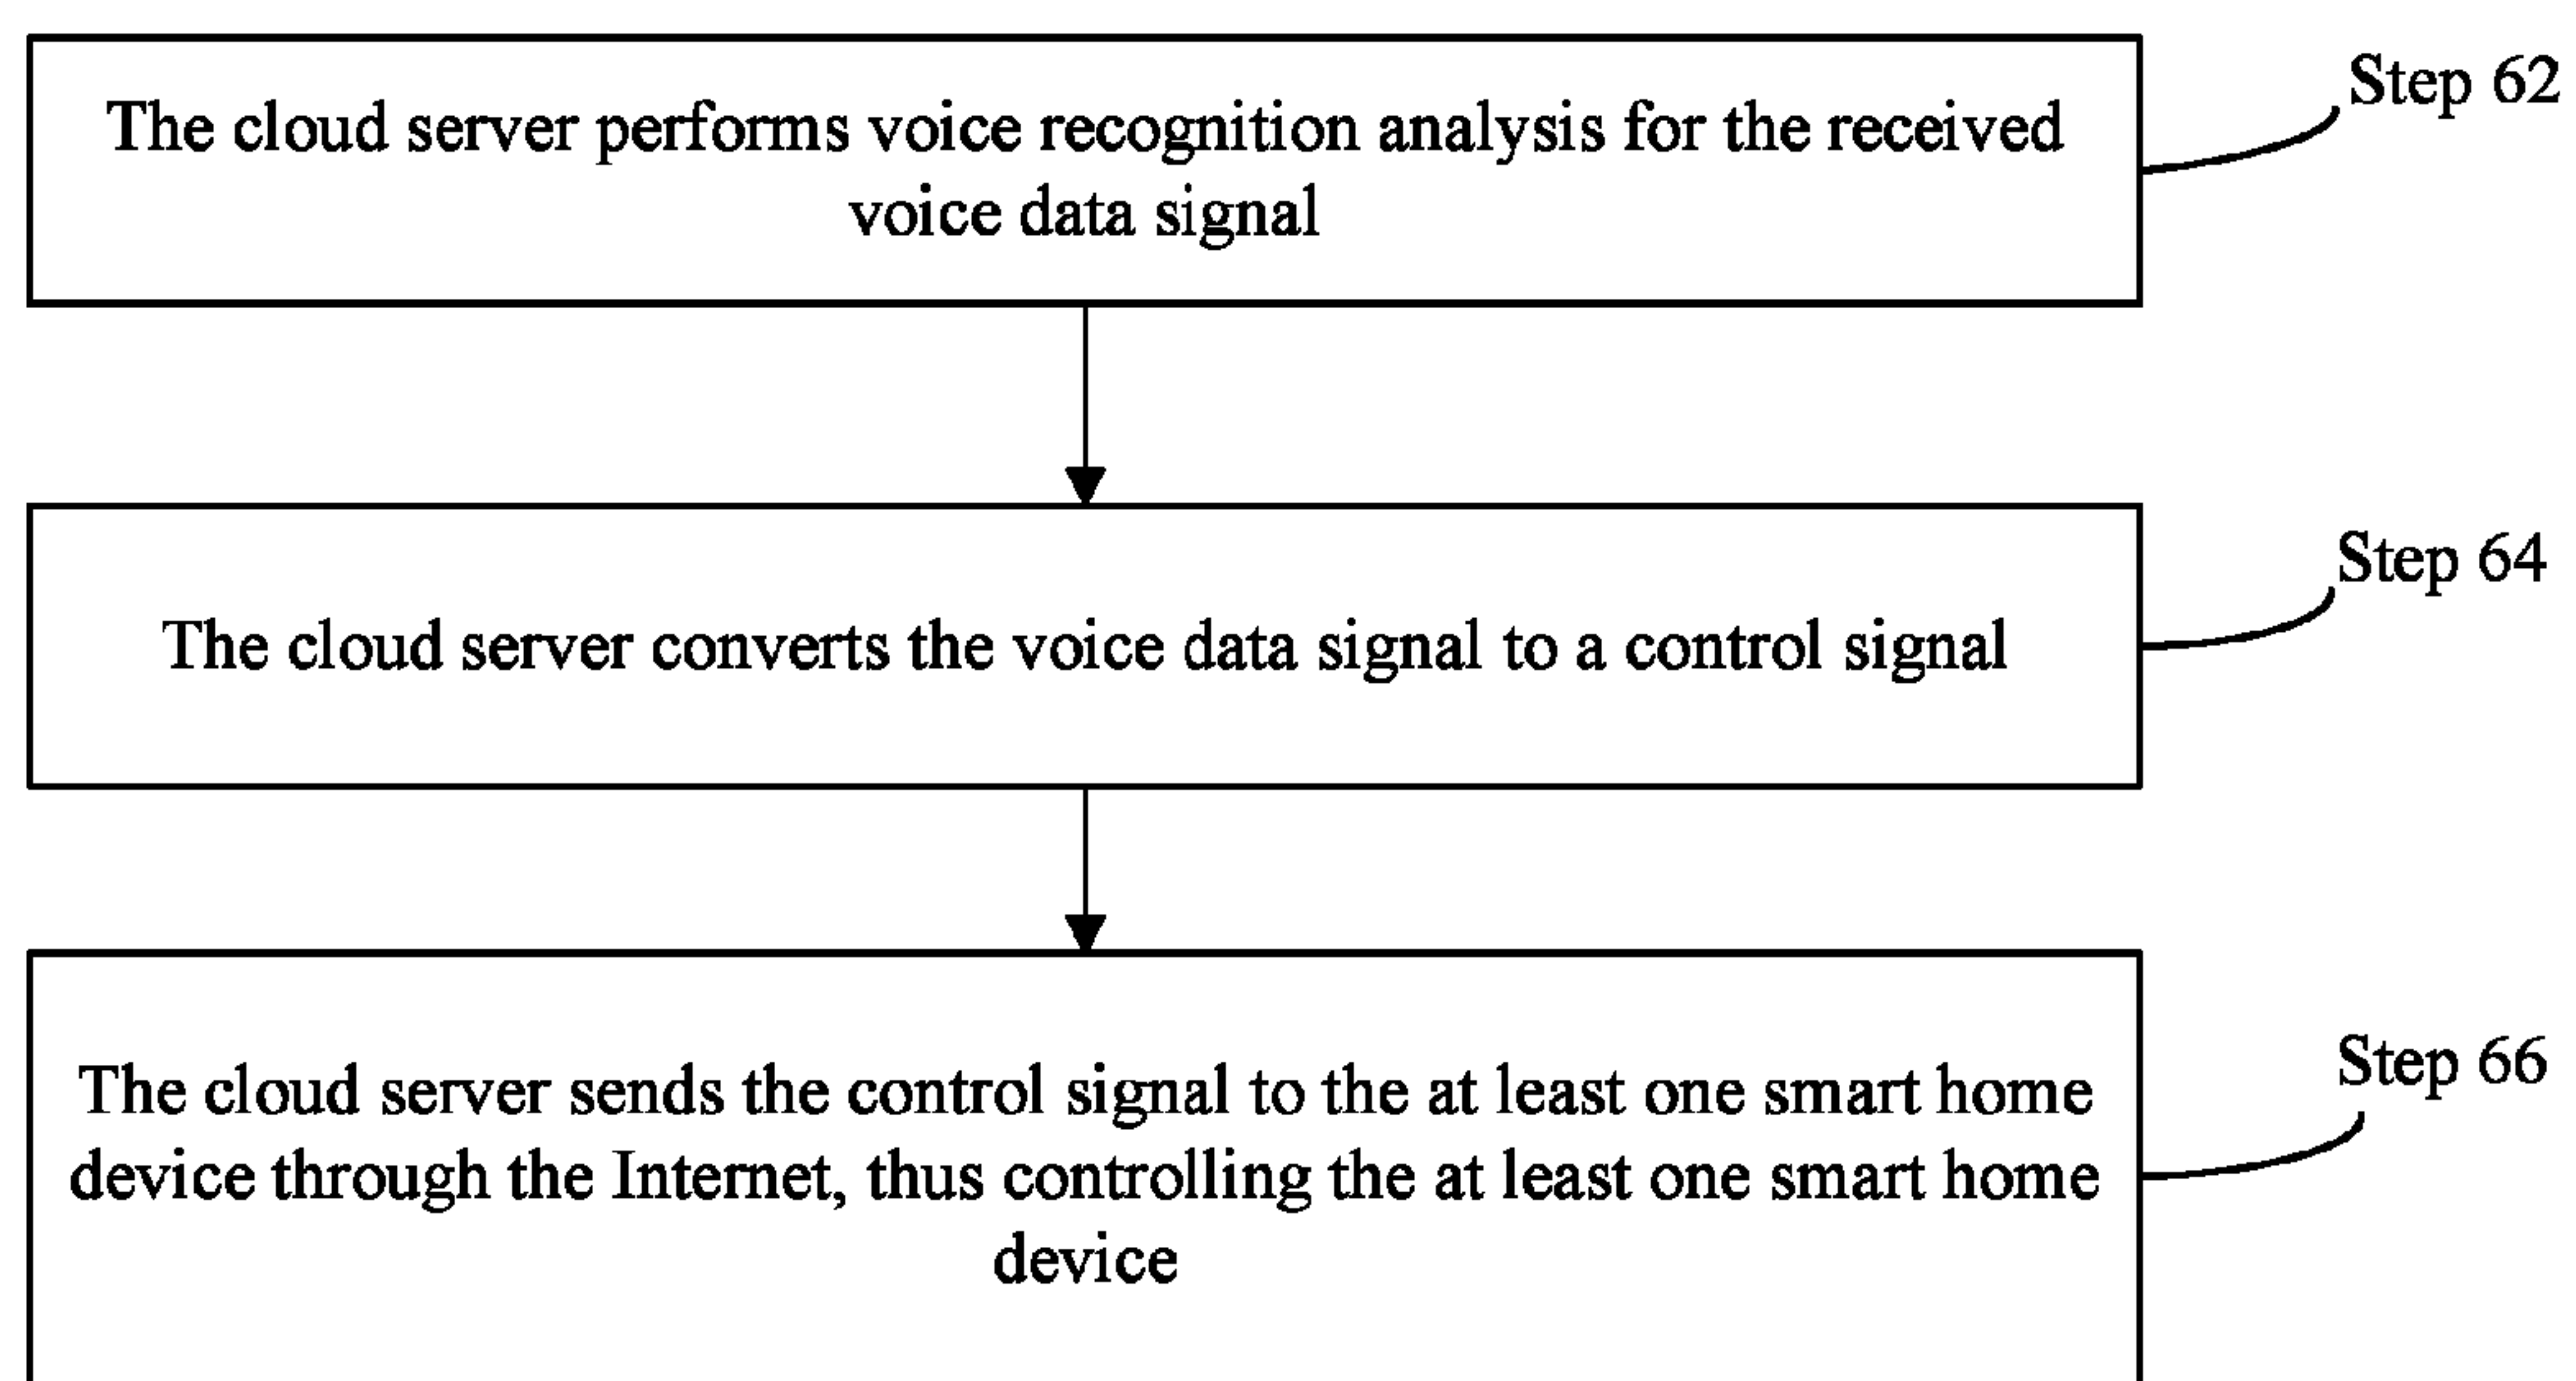 The cloud server performs voice recognition analysis for the received
voice data signal
Step 62
The cloud server converts the voice data signal to a control signal
Step 64
The cloud server sends the control signal to the at least one smart home
device through the Internet, thus controlling the at least one smart home
device
Step 66